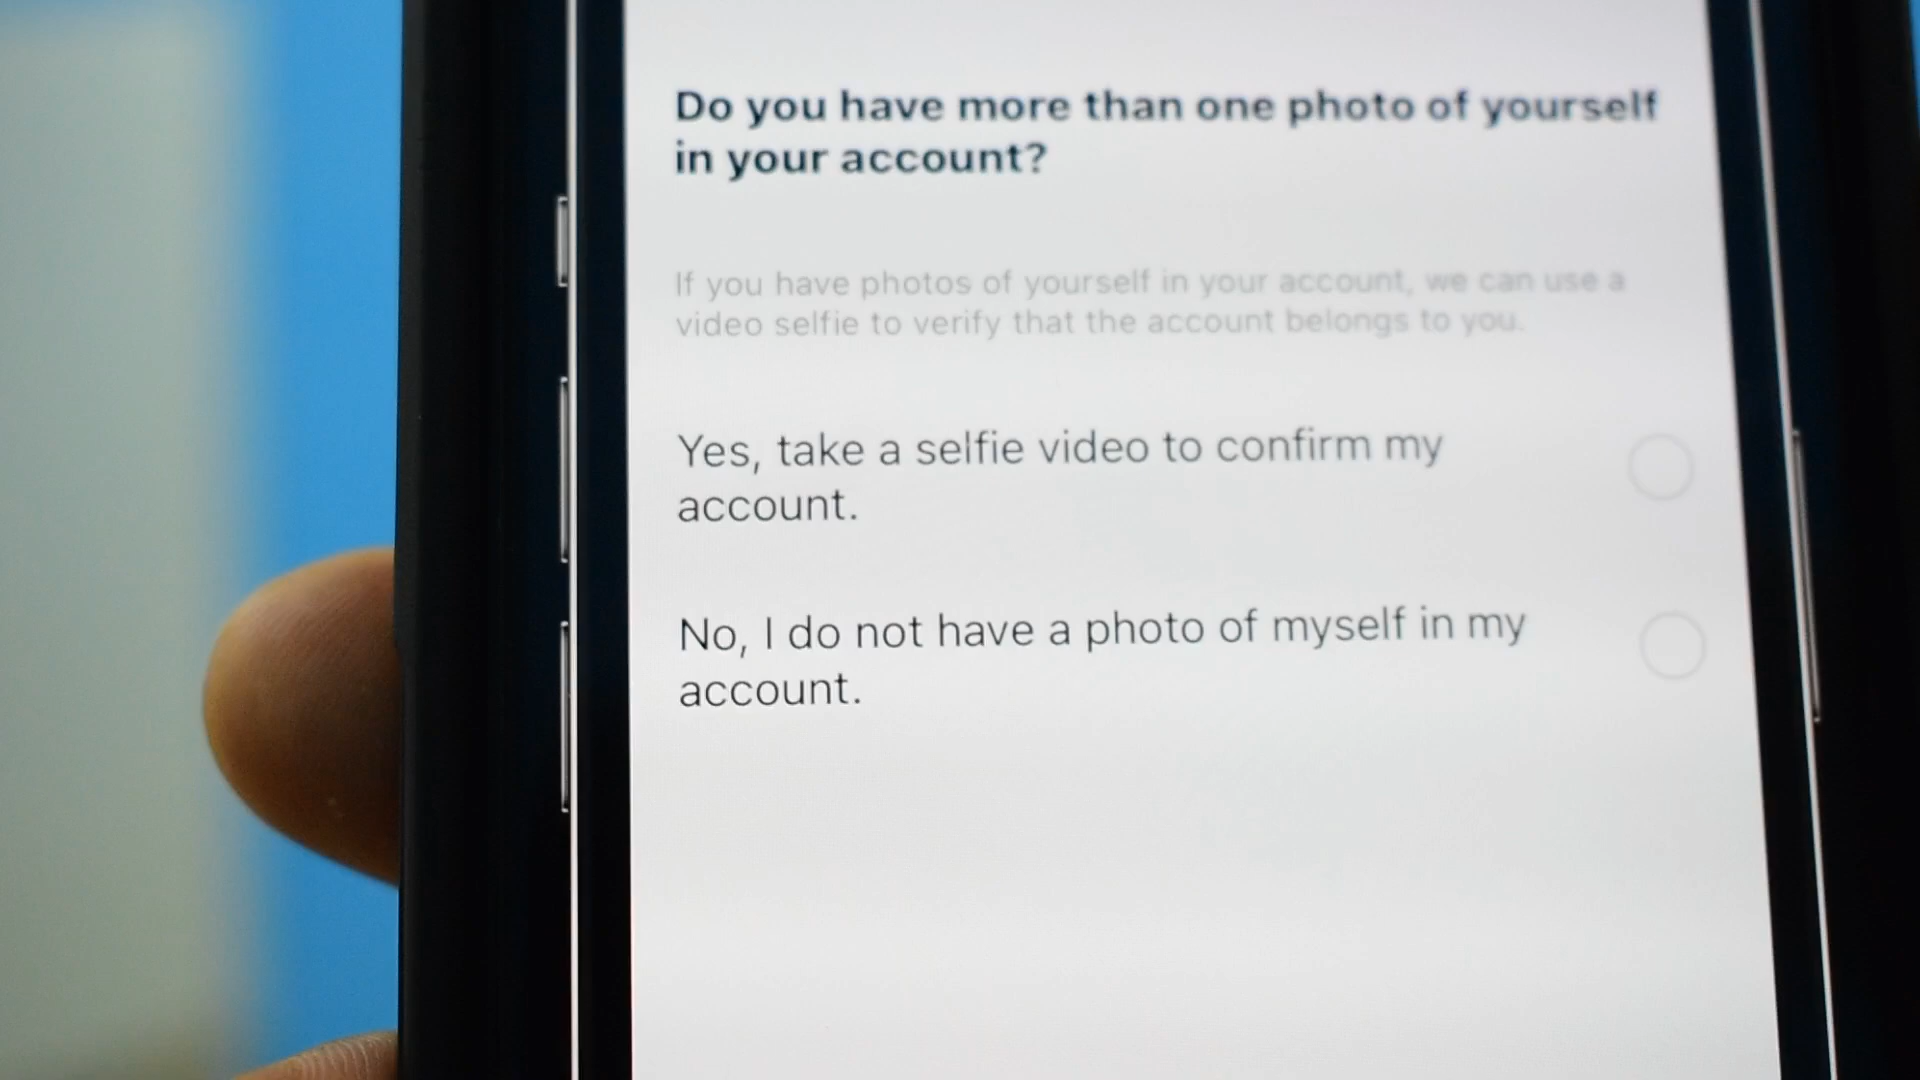 Do you have more than one photo of yourself
in your account?
If you have photos of yourself in your account, we can use a
video selfie to verify that the account belongs to you.
Yes, take a selfie video to confirm my
account.
No, I do not have a photo of myself in my
account.